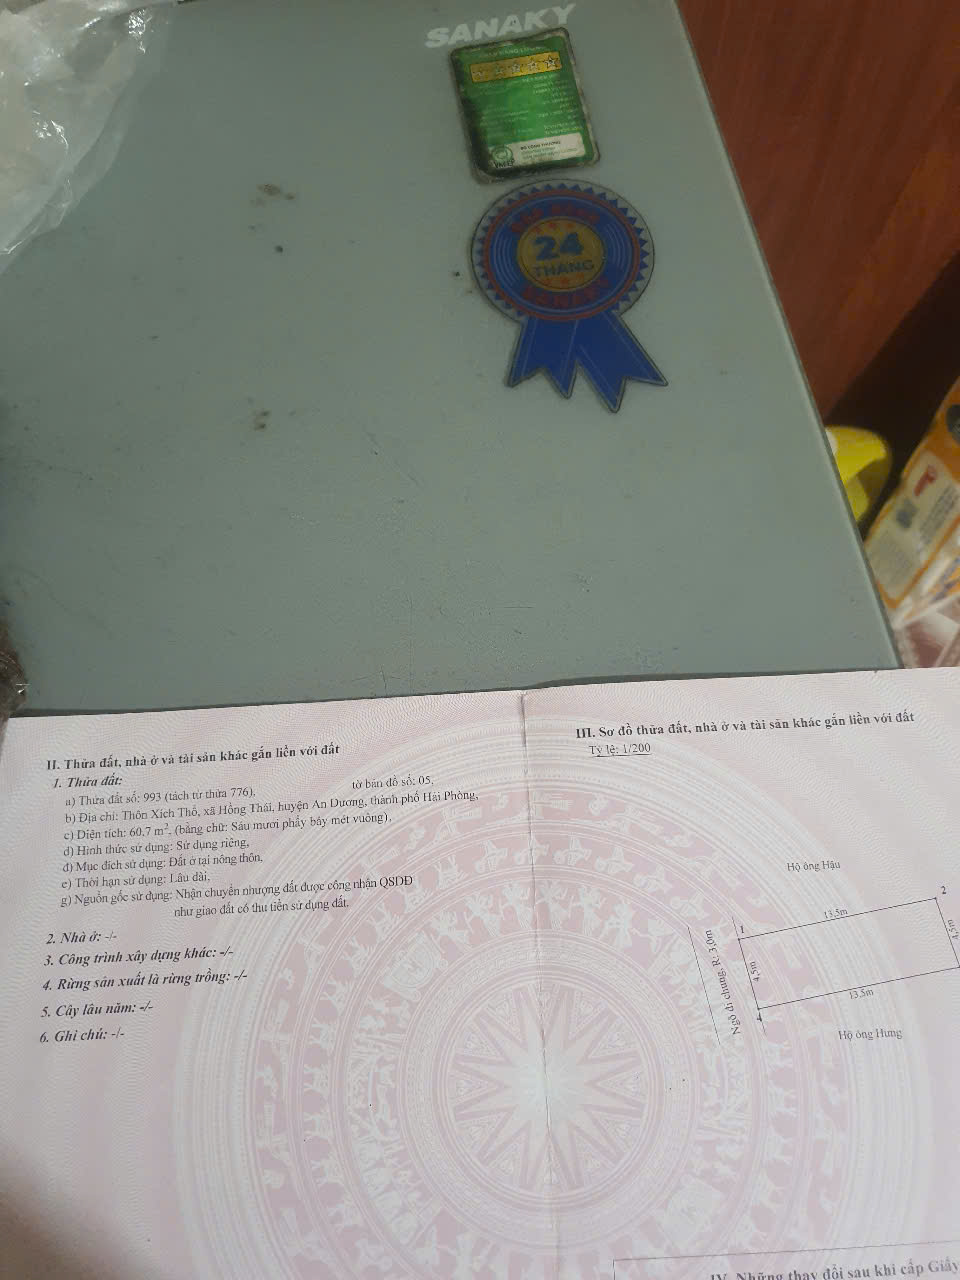 SANAKY
24
THÁNG
BỘ CÔNG THƯƠNG
II. Thửa đất, nhà ở và tài sản khác gắn liền với đất
1. Thửa đất:
a) Thửa đất số: 993 (tách từ thửa 776), tờ bản đồ số: 05,
b) Địa chỉ: Thôn Xích Thổ, xã Hồng Thái, huyện An Dương, thành phố Hải Phòng,
c) Diện tích: 60,7 m², (bằng chữ: Sáu mươi phẩy bảy mét vuông),
d) Hình thức sử dụng: Sử dụng riêng,
đ) Mục đích sử dụng: Đất ở tại nông thôn,
e) Thời hạn sử dụng: Lâu dài,
g) Nguồn gốc sử dụng: Nhận chuyển nhượng đất được công nhận QSDĐ
như giao đất có thu tiền sử dụng đất.
2. Nhà ở: -/-
3. Công trình xây dựng khác: -/-
4. Rừng sản xuất là rừng trồng: -/-
5. Cây lâu năm: -/-
6. Ghi chú: -/-
III. Sơ đồ thửa đất, nhà ở và tài sản khác gắn liền với đất
Tỷ lệ: 1/200
Hộ ông Hậu
2
13,5m
1
4,5m
4,5m
Ngõ đi chung, R: 3,0m
13,5m
4
Hộ ông Hưng
IV. Những thay đổi sau khi cấp Giấy